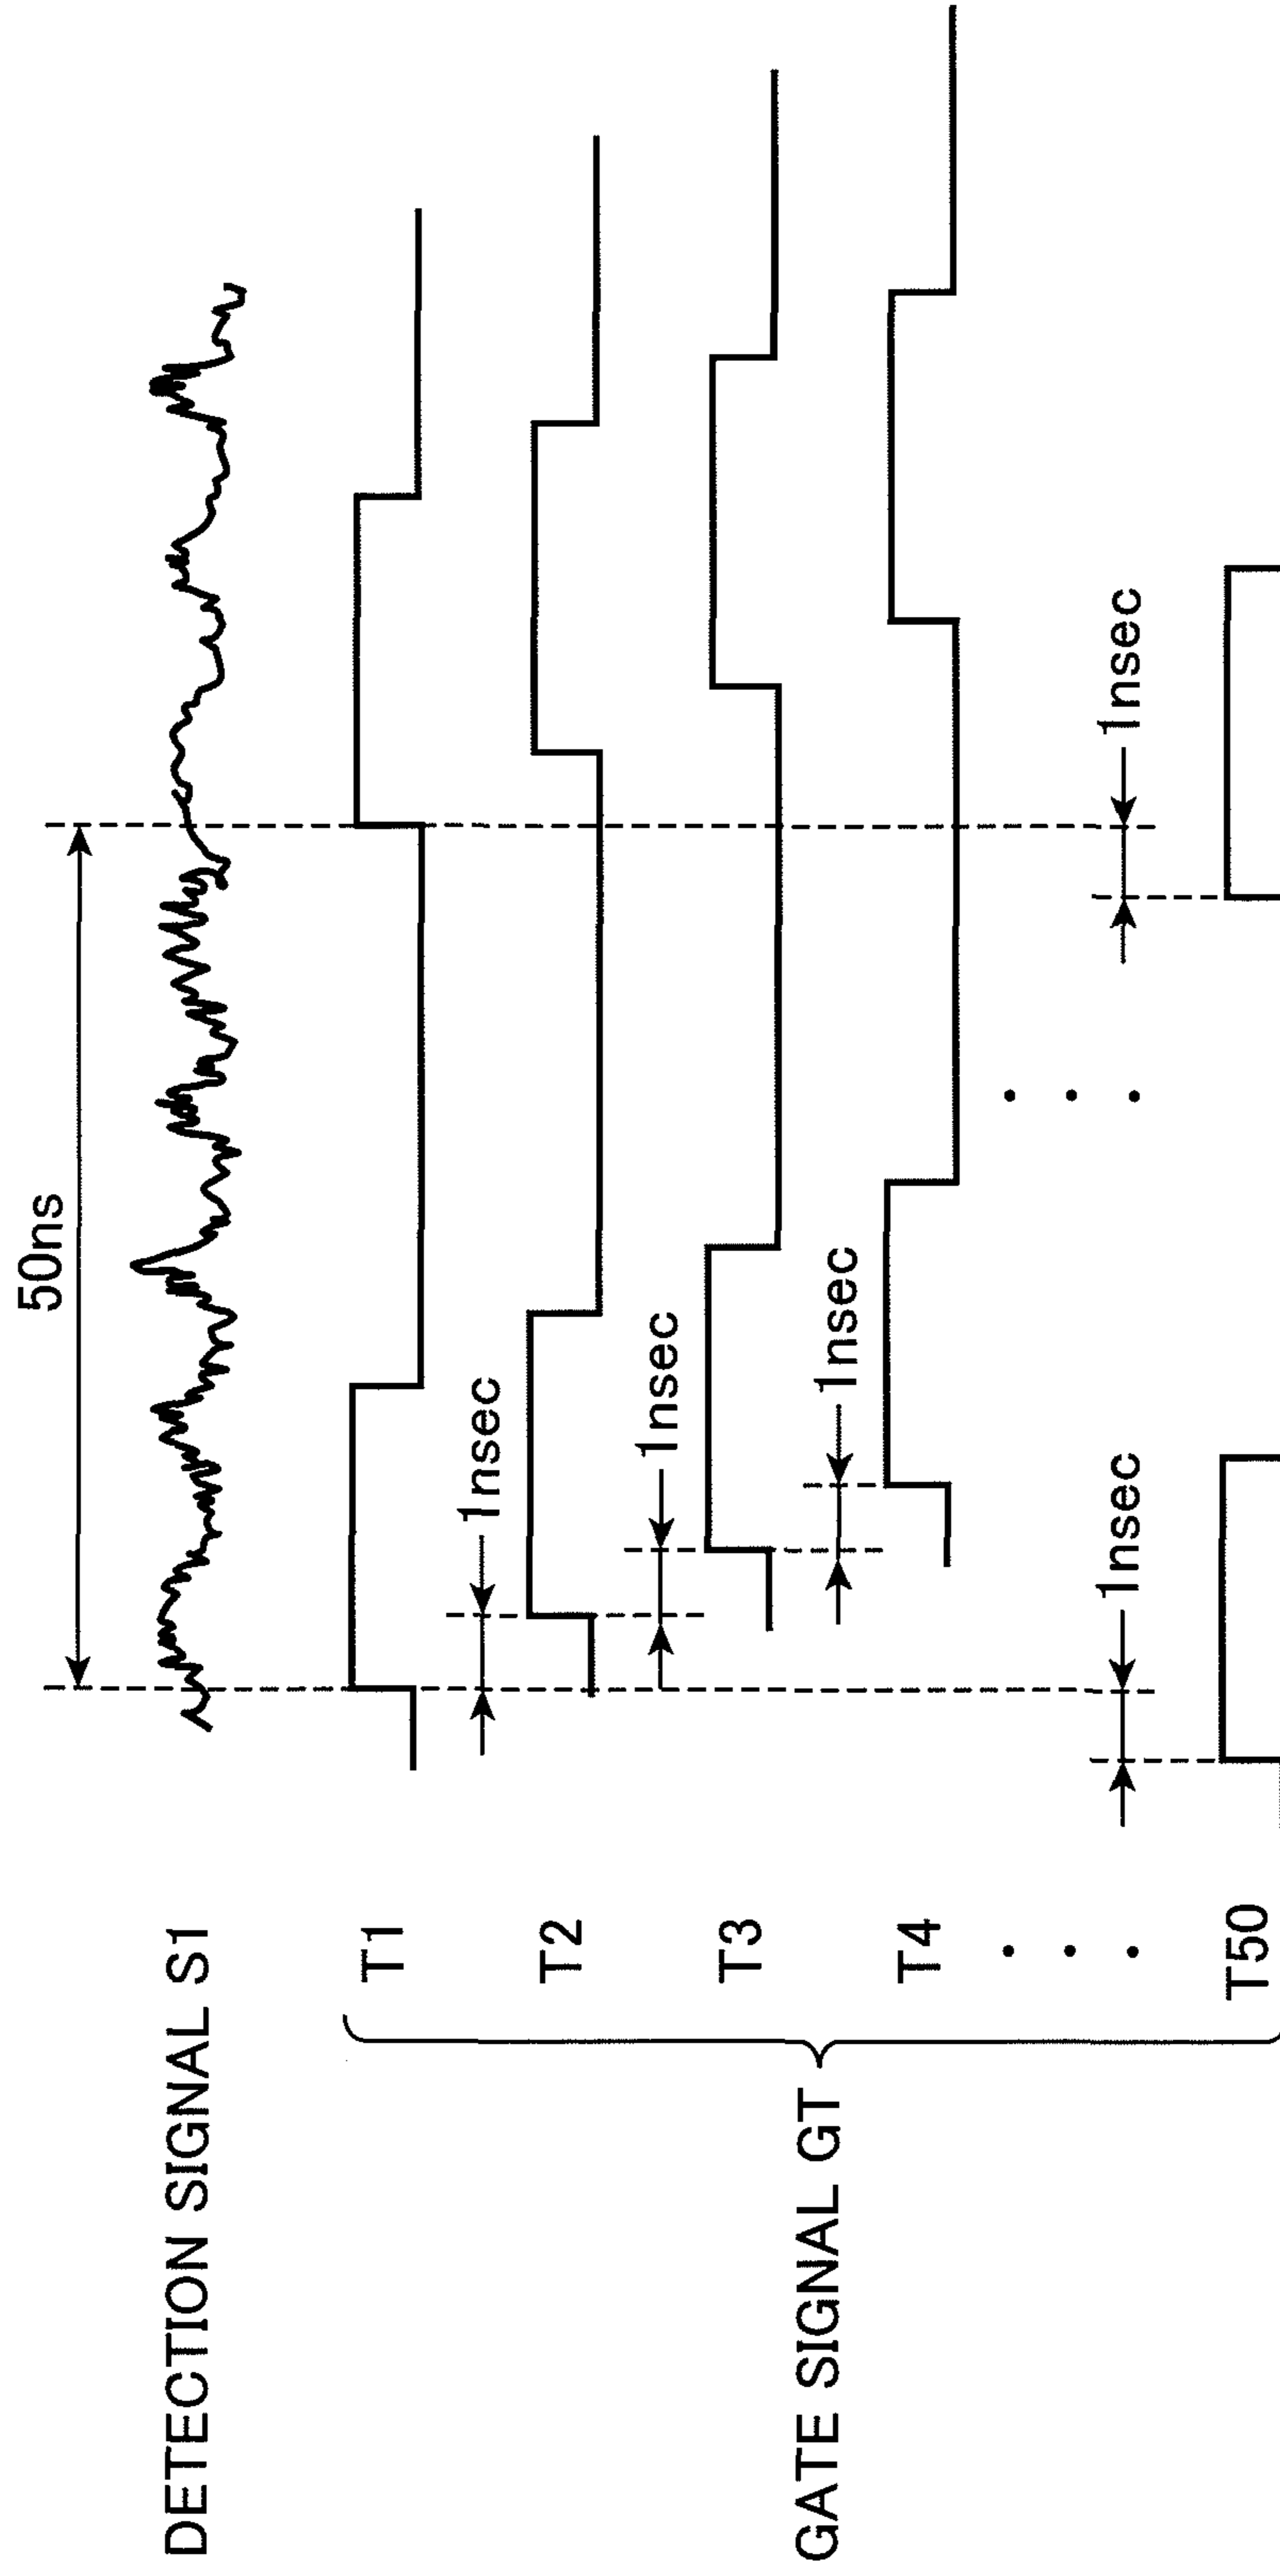 50ns
DETECTION SIGNAL S1
T1
1nsec
T2
1nsec
T3
1nsec
T4
1nsec
1nsec
T50
GATE SIGNAL GT